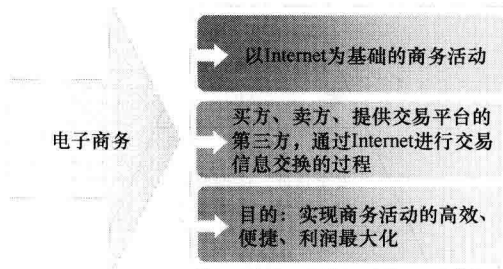 电子商务
以Internet为基础的商务活动
买方、卖方、提供交易平台的
第三方，通过Internet进行交易
信息交换的过程
目的：实现商务活动的高效、
便捷、利润最大化